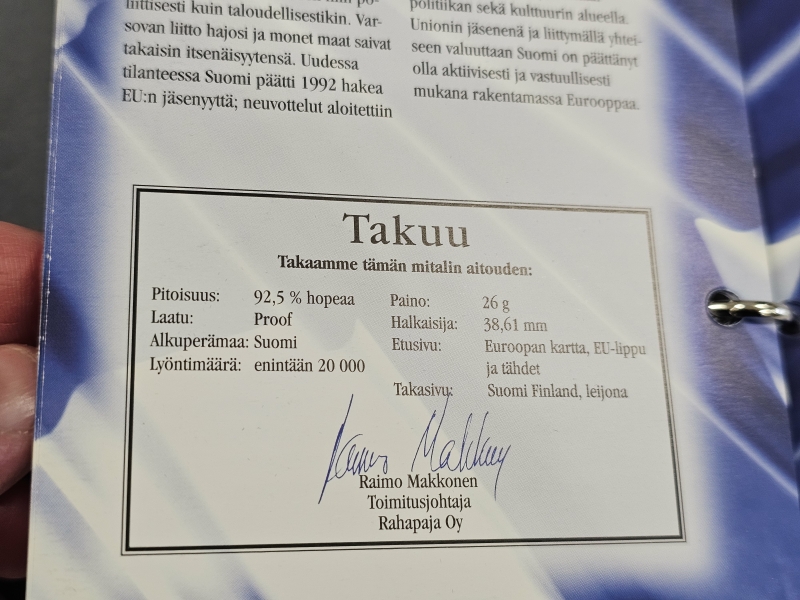 liittisesti kuin taloudellisestikin. Var-
sovan liitto hajosi ja monet maat saivat
takaisin itsenäisyytensä. Uudessa
tilanteessa Suomi päätti 1992 hakea
EU:n jäsenyyttä; neuvottelut aloitettiin
politiikan sekä kulttuurin alueella.
Unionin jäsenenä ja liittymällä yhtei-
seen valuuttaan Suomi on päättänyt
olla aktiivisesti ja vastuullisesti
mukana rakentamassa Eurooppaa.
Takuu
Takaamme tämän mitalin aitouden:
Pitoisuus: 92,5 % hopeaa
Laatu: Proof
Alkuperämaa: Suomi
Lyöntimäärä: enintään 20 000
Paino: 26 g
Halkaisija: 38,61 mm
Etusivu: Euroopan kartta, EU-lippu
ja tähdet
Takasivu: Suomi Finland, leijona
Raimo Makkonen
Raimo Makkonen
Toimitusjohtaja
Rahapaja Oy